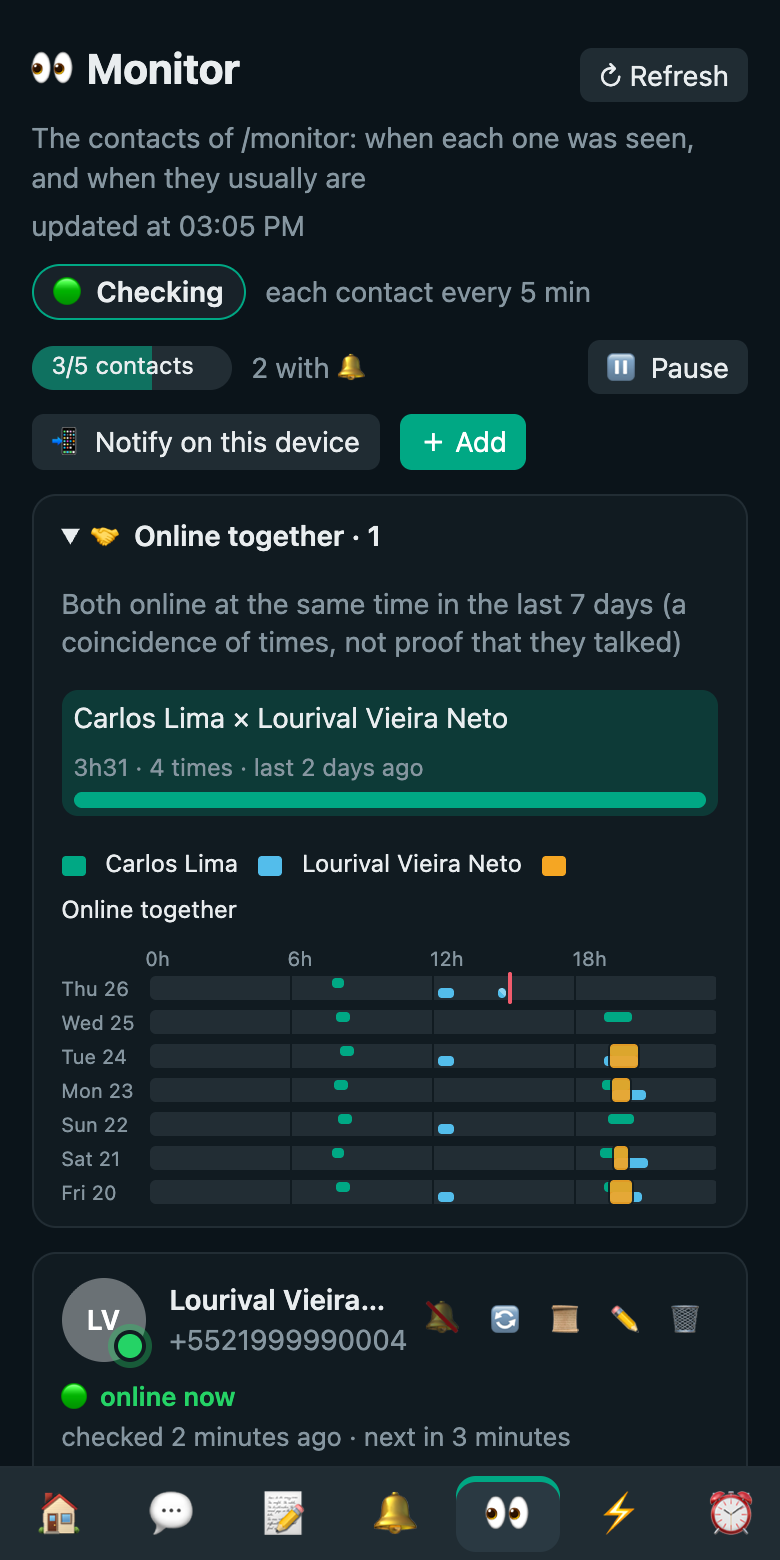 Monitor
Refresh
The contacts of /monitor: when each one was seen,
and when they usually are
updated at 03:05 PM
Checking
each contact every 5 min
3/5 contacts
2 with
Pause
Notify on this device
+ Add
Online together · 1
Both online at the same time in the last 7 days (a
coincidence of times, not proof that they talked)
Carlos Lima × Lourival Vieira Neto
3h31 · 4 times · last 2 days ago
Carlos Lima
Lourival Vieira Neto
Online together
0h 6h 12h 18h
Thu 26
Wed 25
Tue 24
Mon 23
Sun 22
Sat 21
Fri 20
LV
Lourival Vieira...
+5521999990004
online now
checked 2 minutes ago · next in 3 minutes